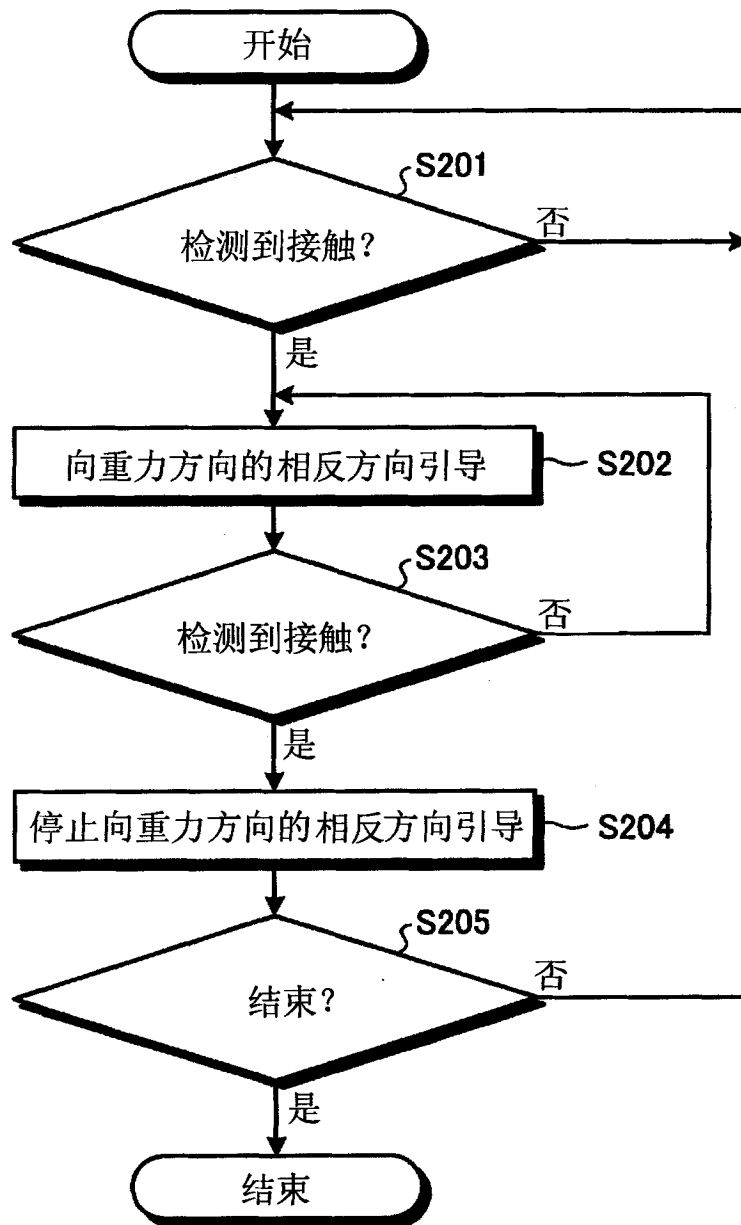 开始
S201
检测到接触?
否
是
向重力方向的相反方向引导
S202
S203
检测到接触?
否
是
停止向重力方向的相反方向引导
S204
S205
结束?
否
是
结束